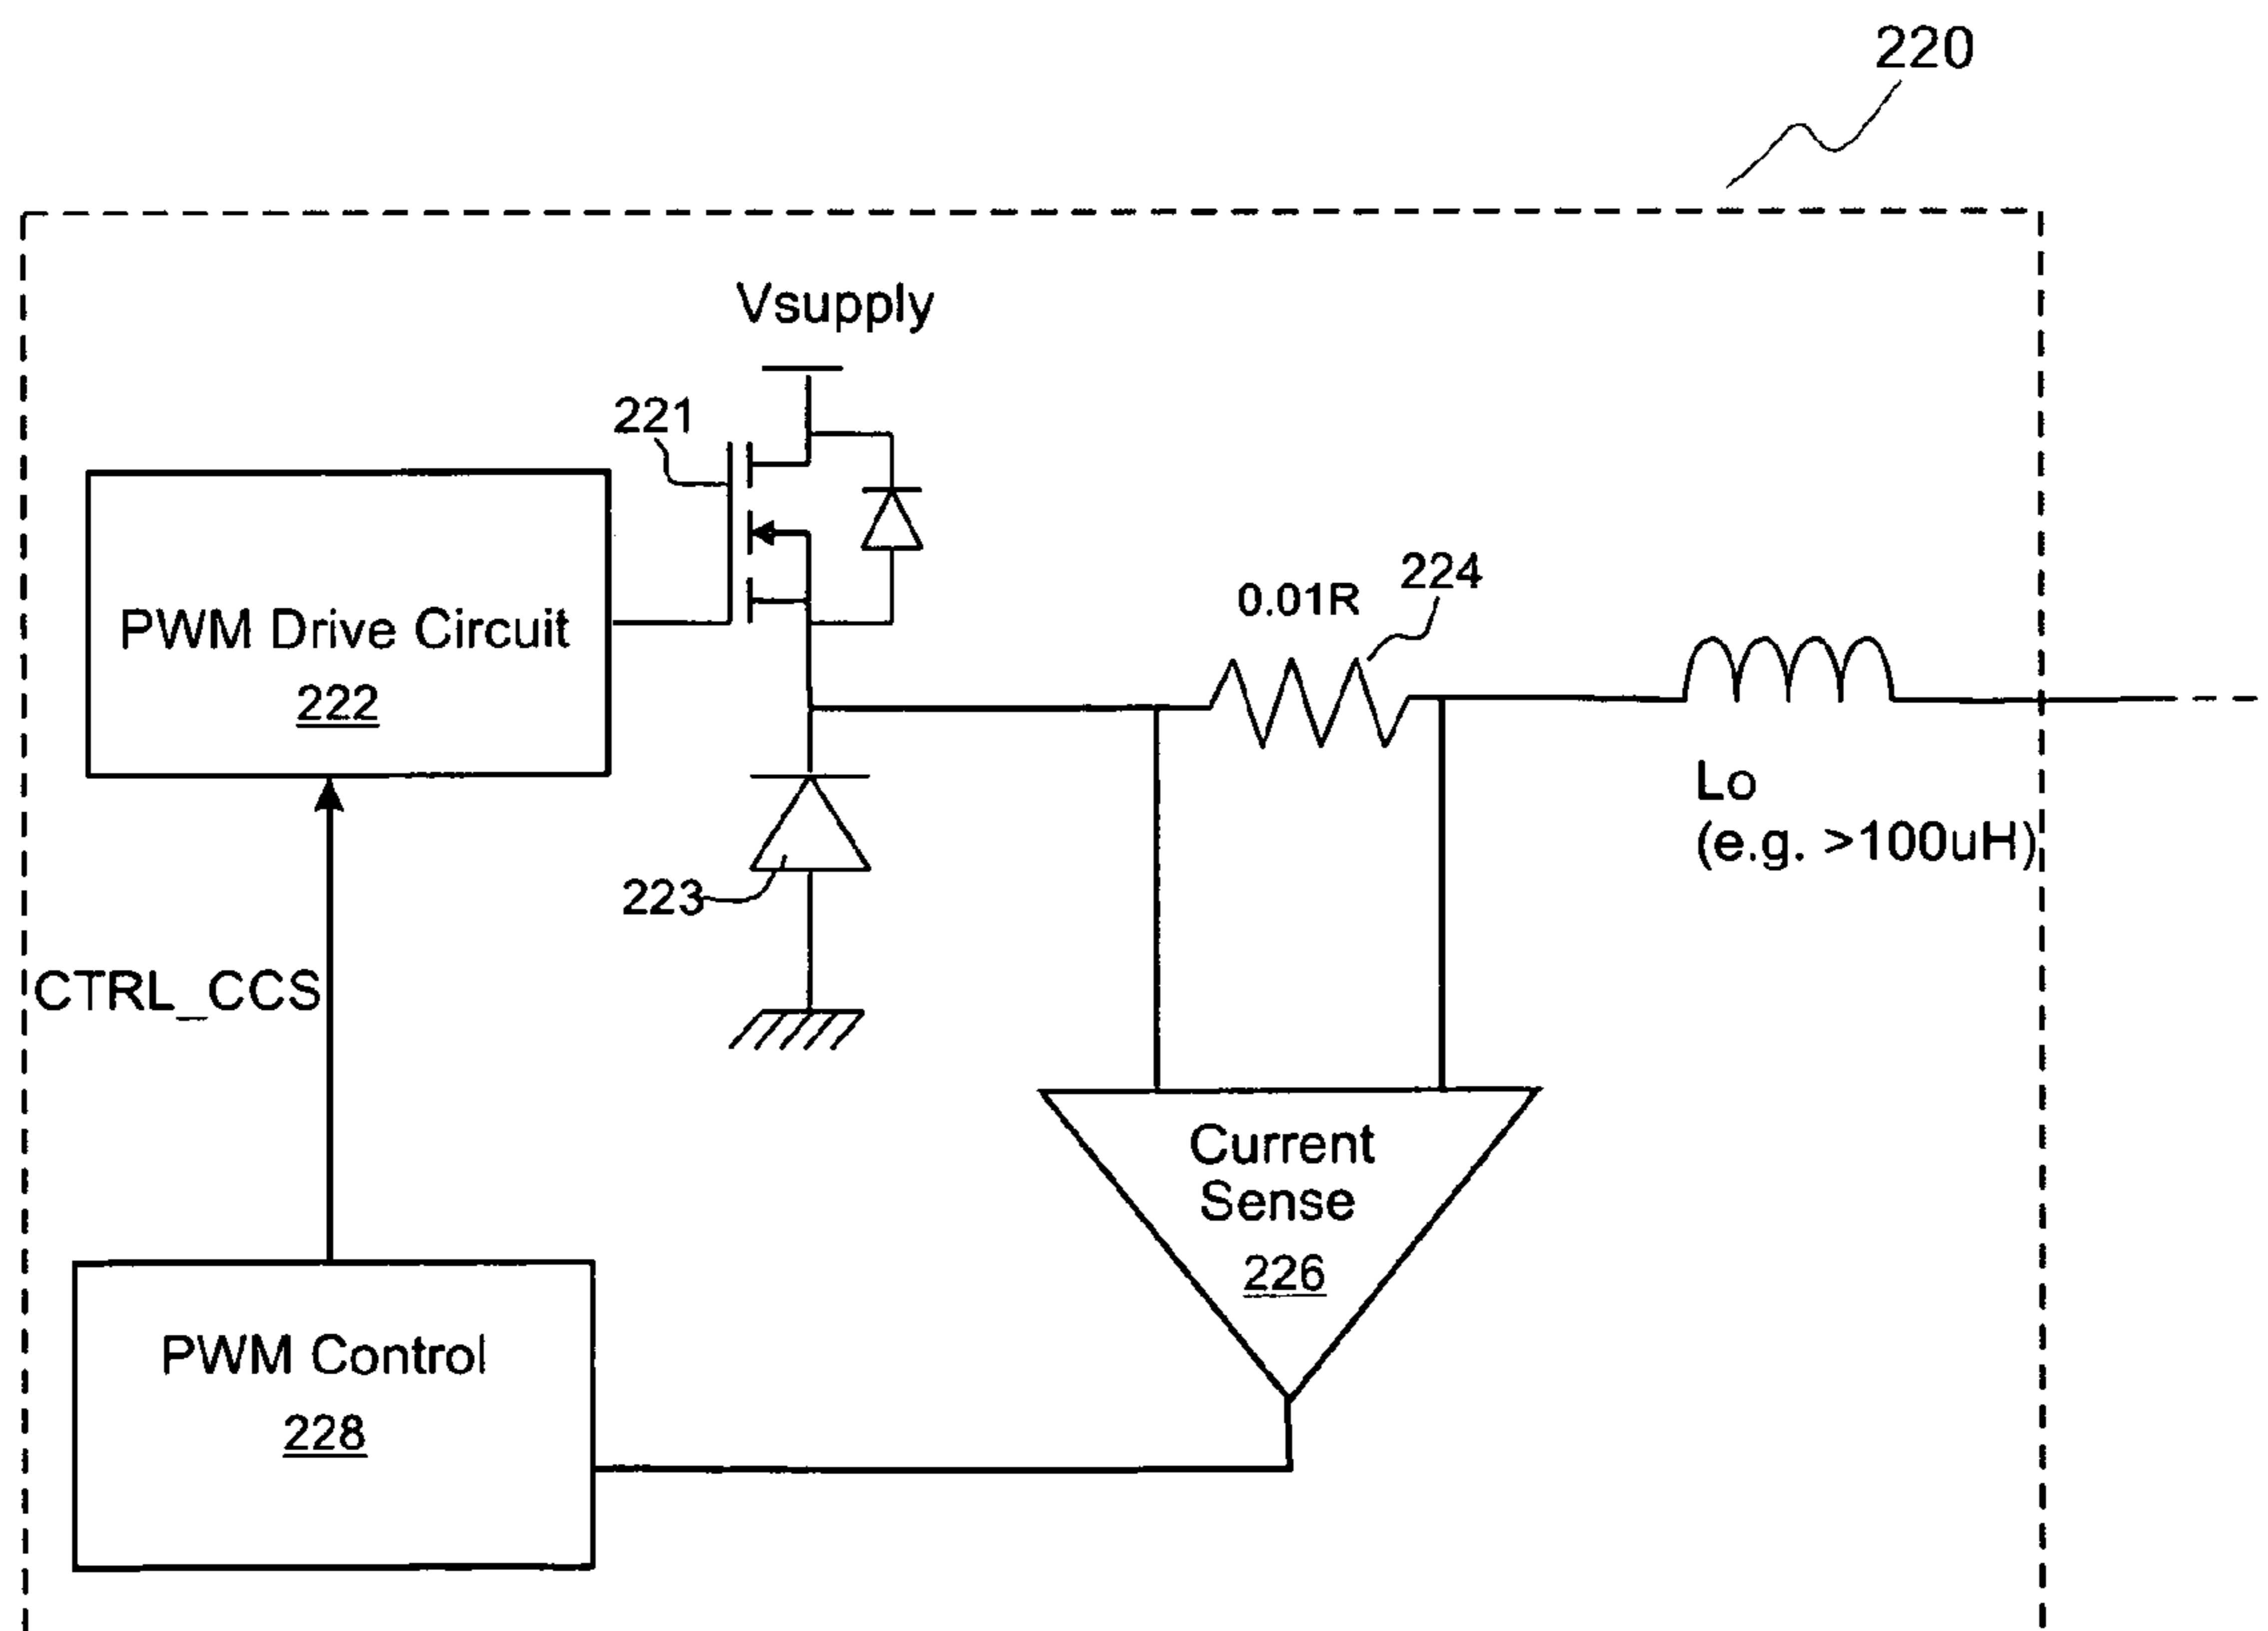 220
Vsupply
221
PWM Drive Circuit
222
0.01R
224
Lo
(e.g. >100uH)
223
CTRL_CCS
Current
Sense
226
PWM Control
228